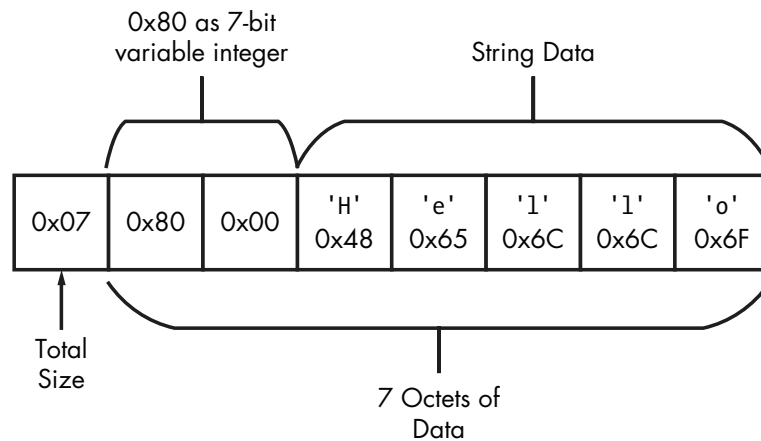 0x80 as 7-bit
variable integer
String Data
0x07 0x80 0x00 'H' 0x48 'e' 0x65 'l' 0x6C 'l' 0x6C 'o' 0x6F
Total
Size
7 Octets of
Data